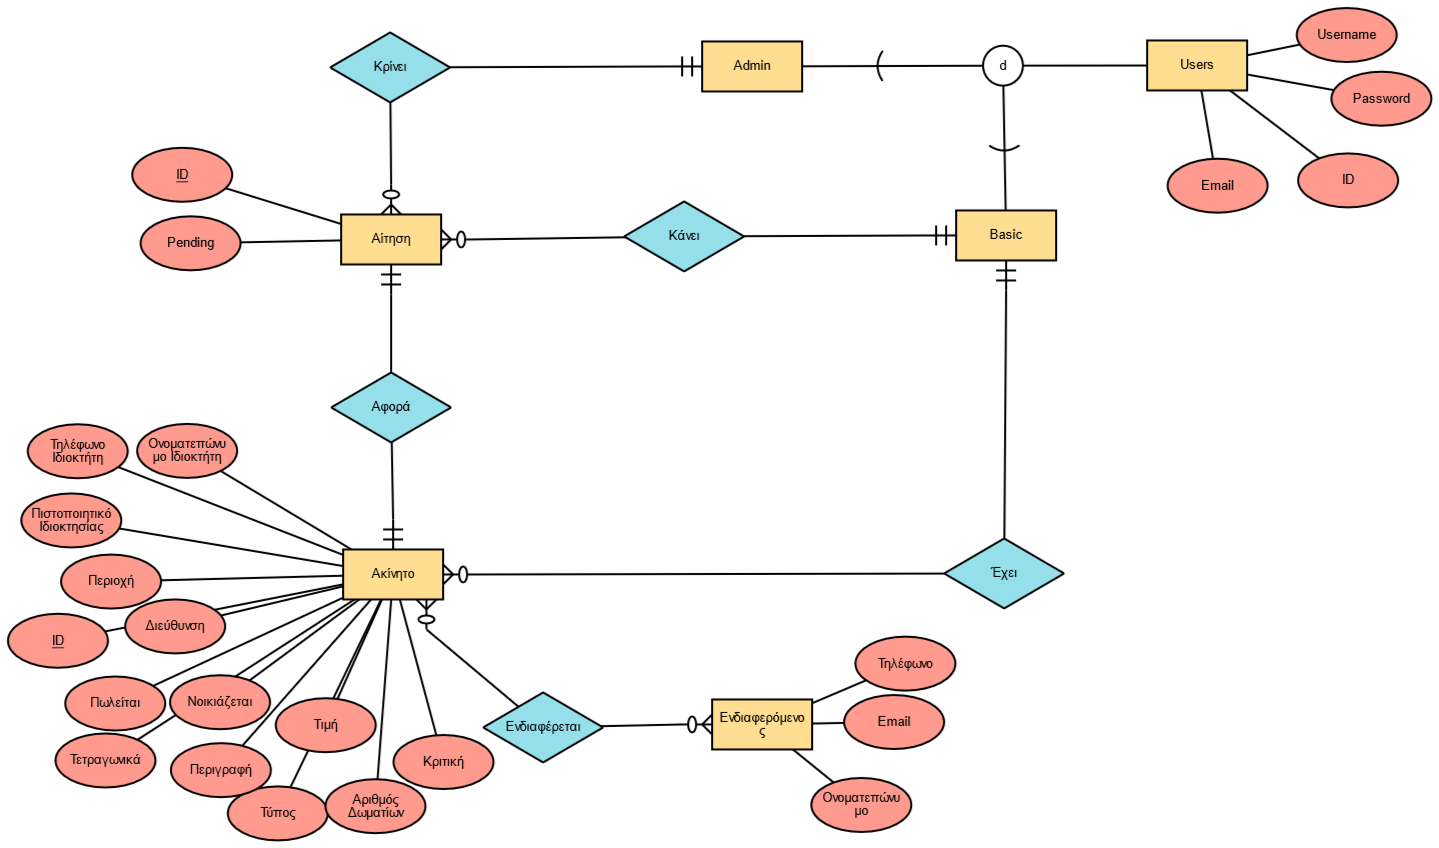 Username
Κρίνει
Admin
d
Users
Password
ID
Email
ID
Pending
Αίτηση
Κάνει
Basic
Αφορά
Τηλέφωνο
Ιδιοκτήτη
Ονοματεπώνυ
μο Ιδιοκτήτη
Πιστοποιητικό
Ιδιοκτησίας
Περιοχή
Ακίνητο
Έχει
ID
Διεύθυνση
Πωλείται
Νοικιάζεται
Τιμή
Τετραγωνικά
Περιγραφή
Κριτική
Τύπος
Αριθμός
Δωματίων
Ενδιαφέρεται
Ενδιαφερόμενο
ς
Τηλέφωνο
Email
Ονοματεπώνυ
μο